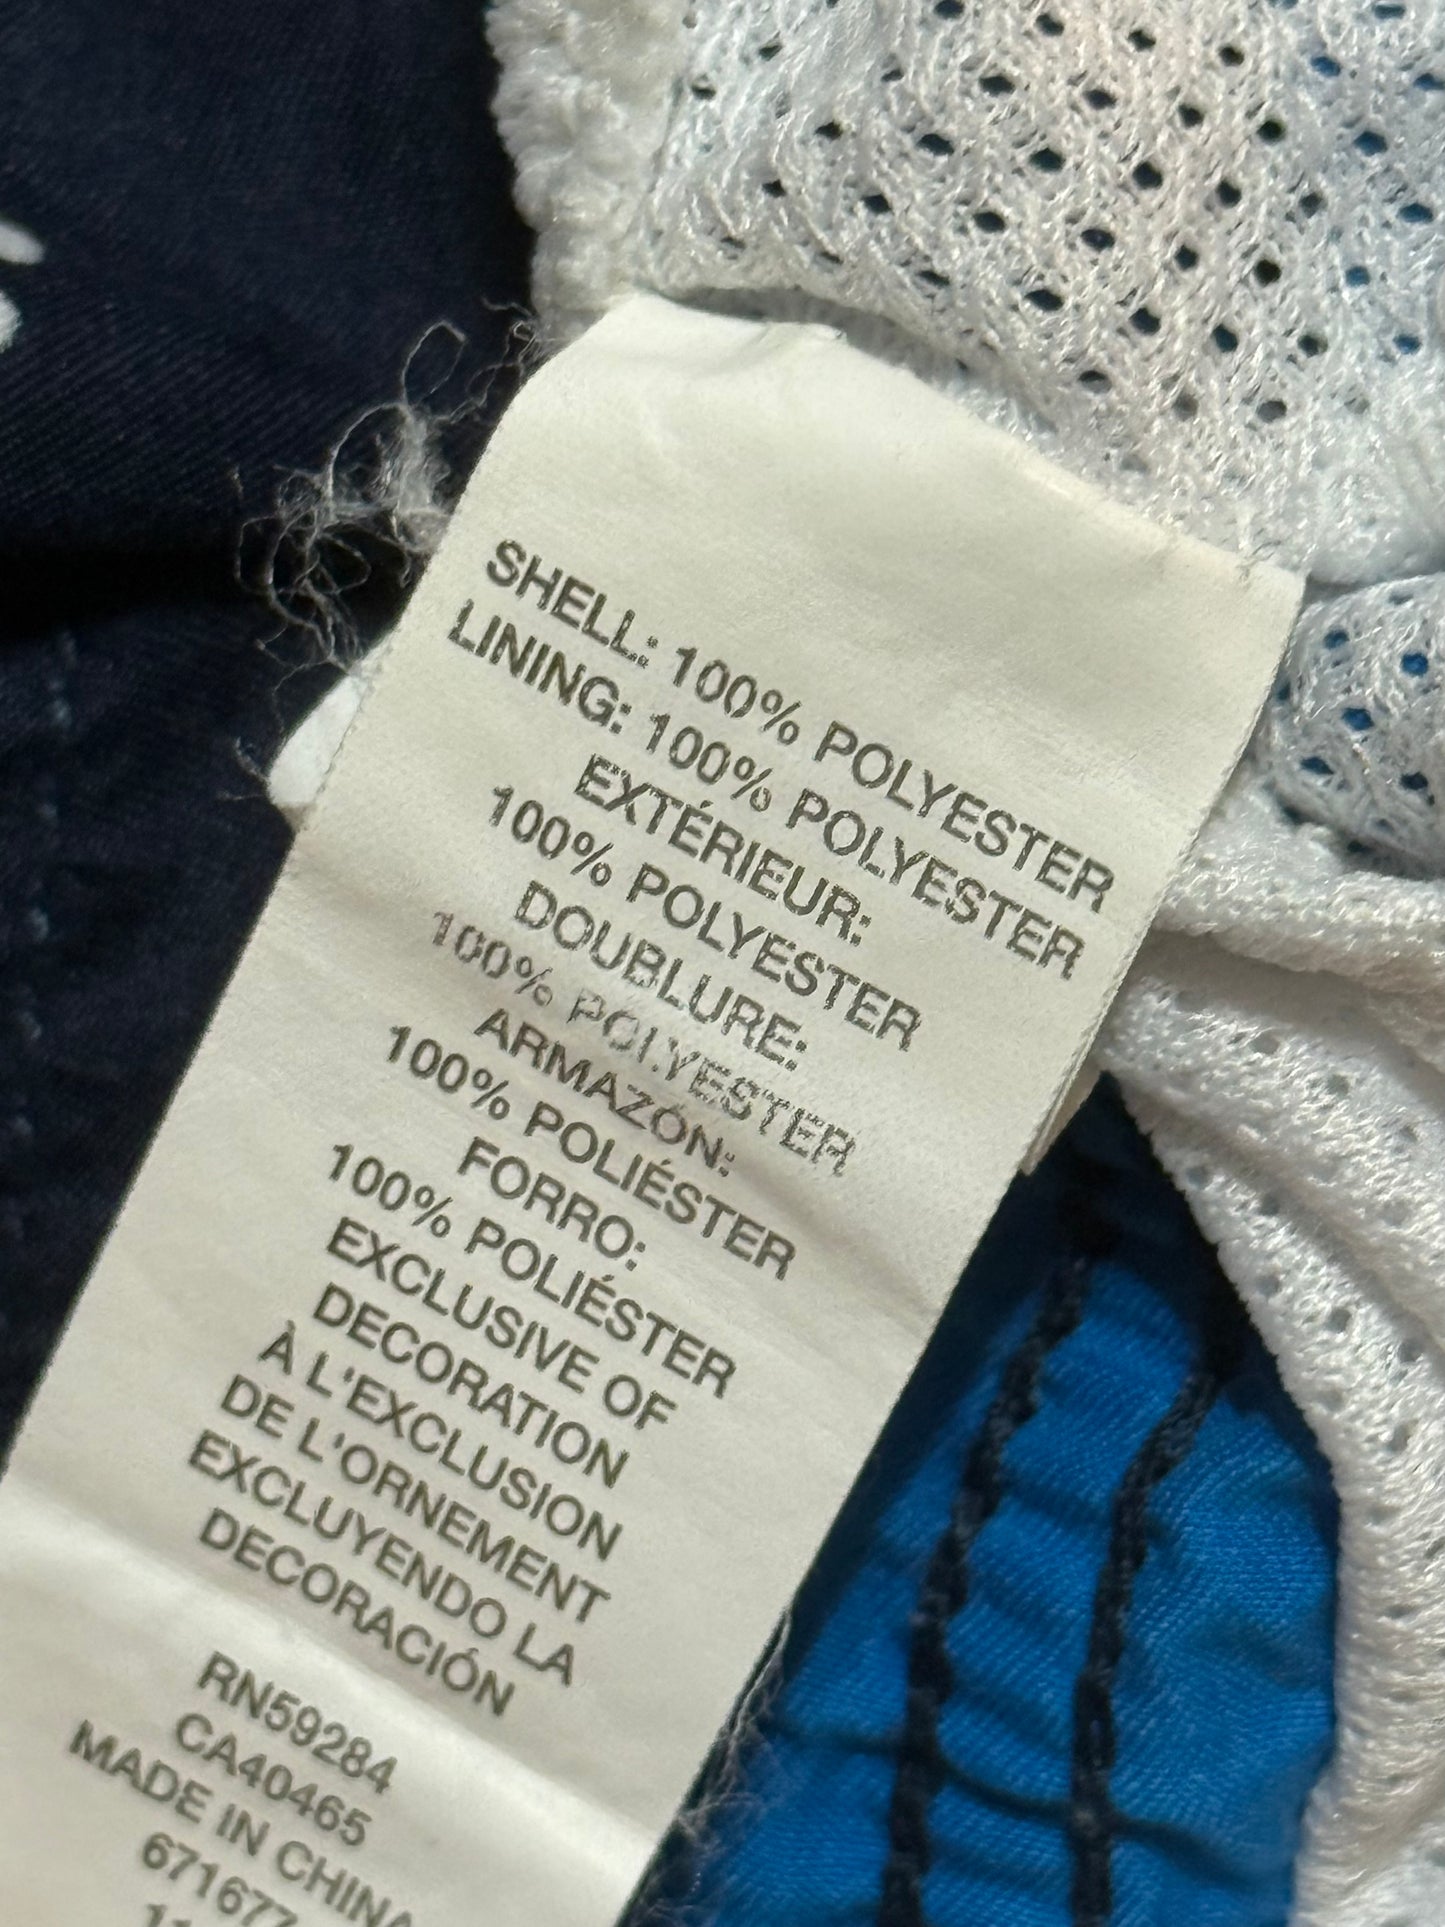 SHELL: 100% POLYESTER
LINING: 100% POLYESTER
EXTÉRIEUR:
100% POLYESTER
DOUBLURE:
100% POLYESTER
ARMAZÓN:
100% POLIÉSTER
FORRO:
100% POLIÉSTER
EXCLUSIVE OF
DECORATION
À L'EXCLUSION
DE L'ORNEMENT
EXCLUYENDO LA
DECORACIÓN
RN59284
CA40465
MADE IN CHINA
671677